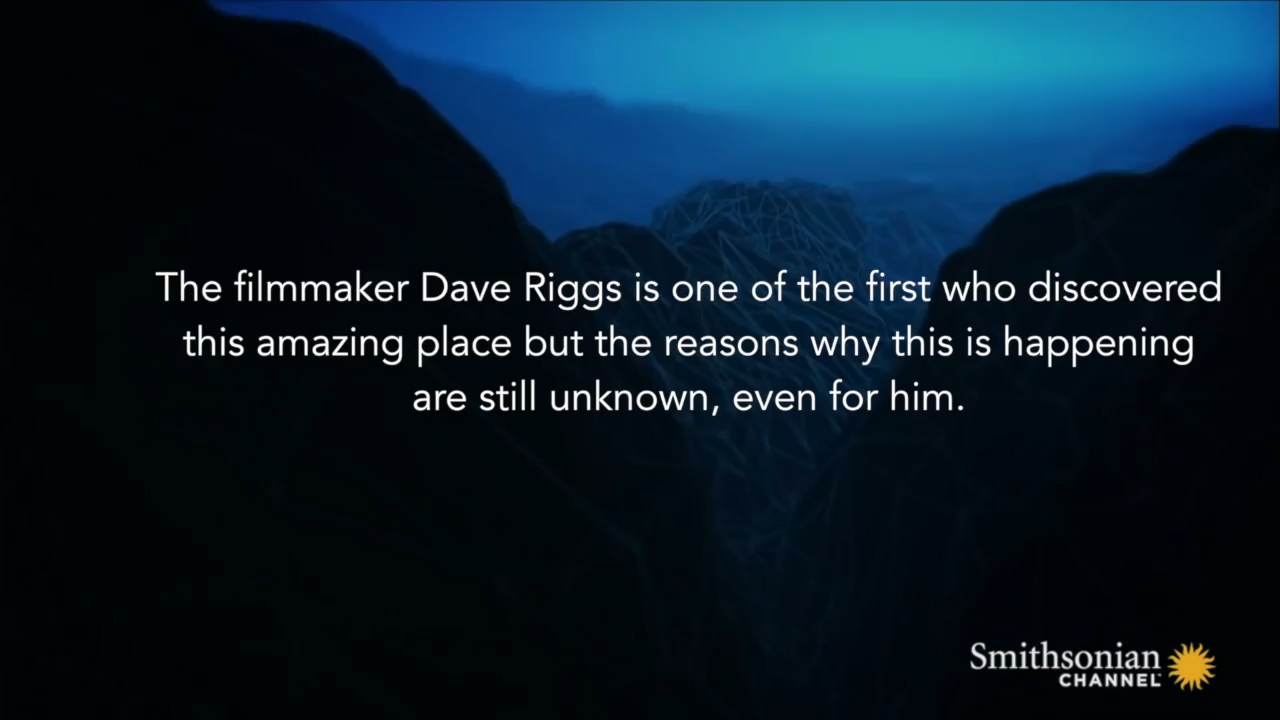 The filmmaker Dave Riggs is one of the first who discovered
this amazing place but the reasons why this is happening
are still unknown, even for him.
Smithsonian
CHANNEL